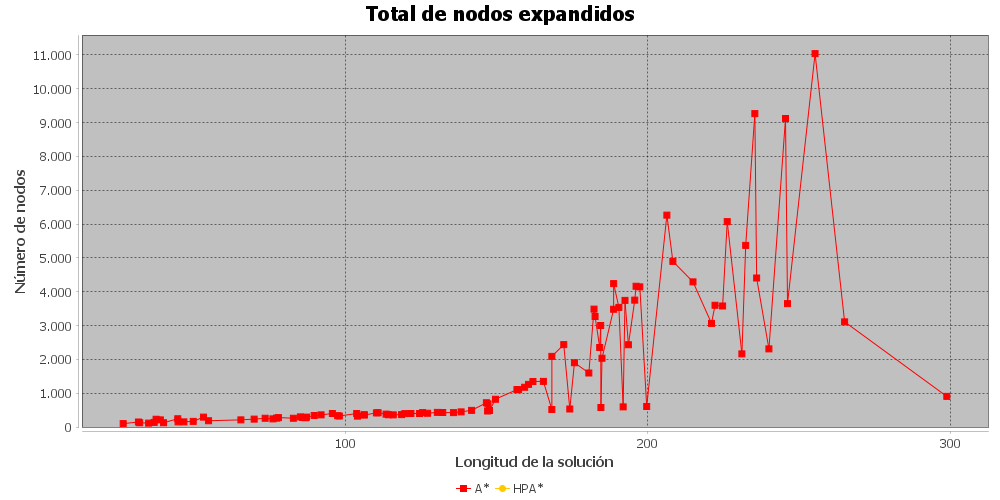 Total de nodos expandidos
Número de nodos
11.000
10.000
9.000
8.000
7.000
6.000
5.000
4.000
3.000
2.000
1.000
0
100 200 300
Longitud de la solución
A* HPA*